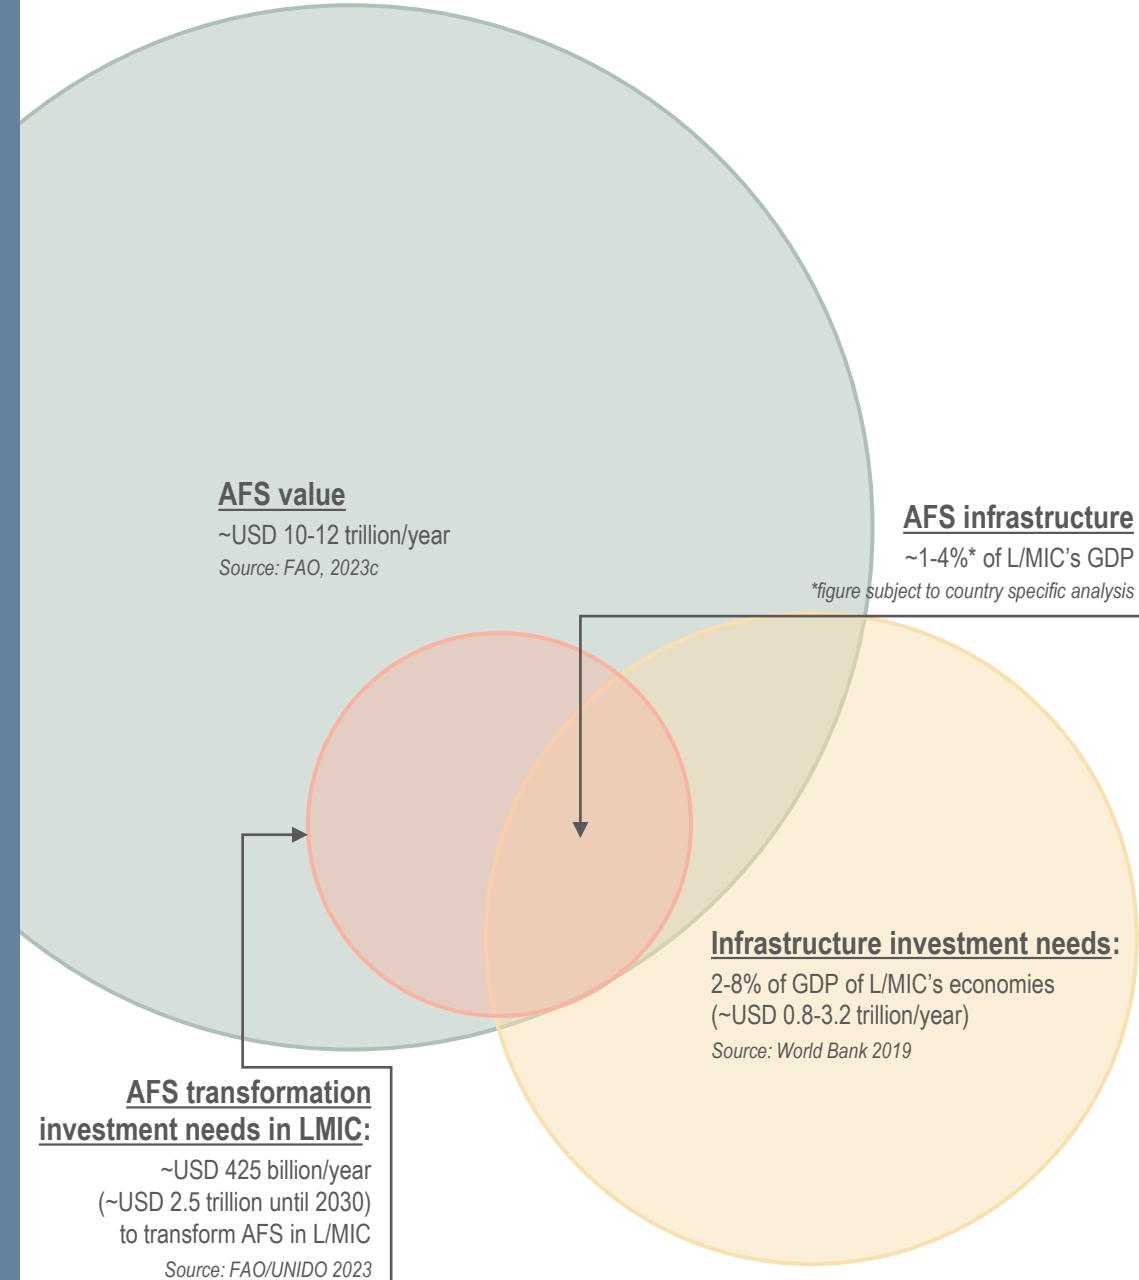 AFS value
~USD 10-12 trillion/year
Source: FAO, 2023c
AFS infrastructure
~1-4%* of L/MIC’s GDP
*figure subject to country specific analysis
Infrastructure investment needs:
2-8% of GDP of L/MIC’s economies
(~USD 0.8-3.2 trillion/year)
Source: World Bank 2019
AFS transformation
investment needs in LMIC:
~USD 425 billion/year
(~USD 2.5 trillion until 2030)
to transform AFS in L/MIC
Source: FAO/UNIDO 2023